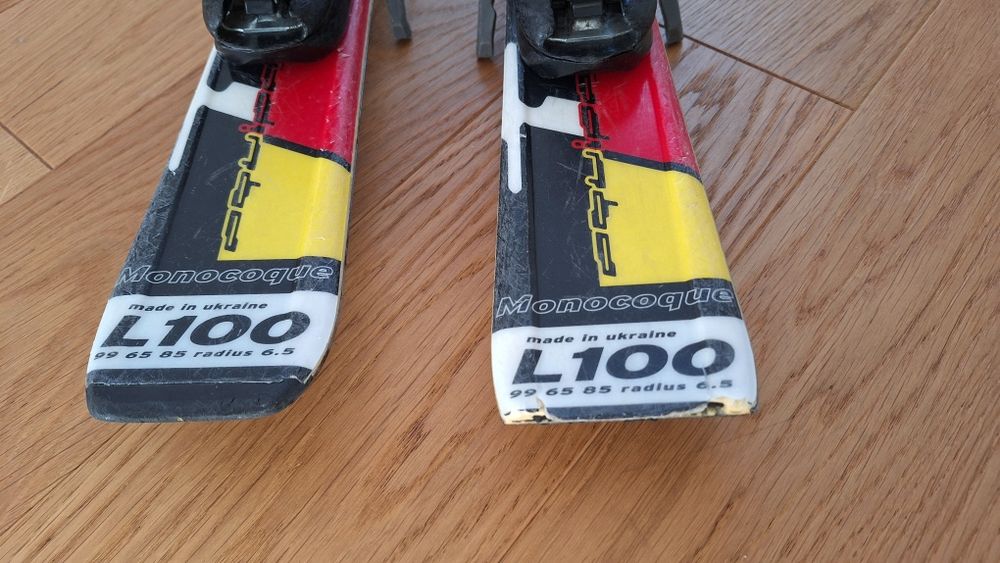 Monocoque
made in ukraine
L100
99 65 85 radius 6.5
Monocoque
made in ukraine
L100
99 65 85 radius 6.5